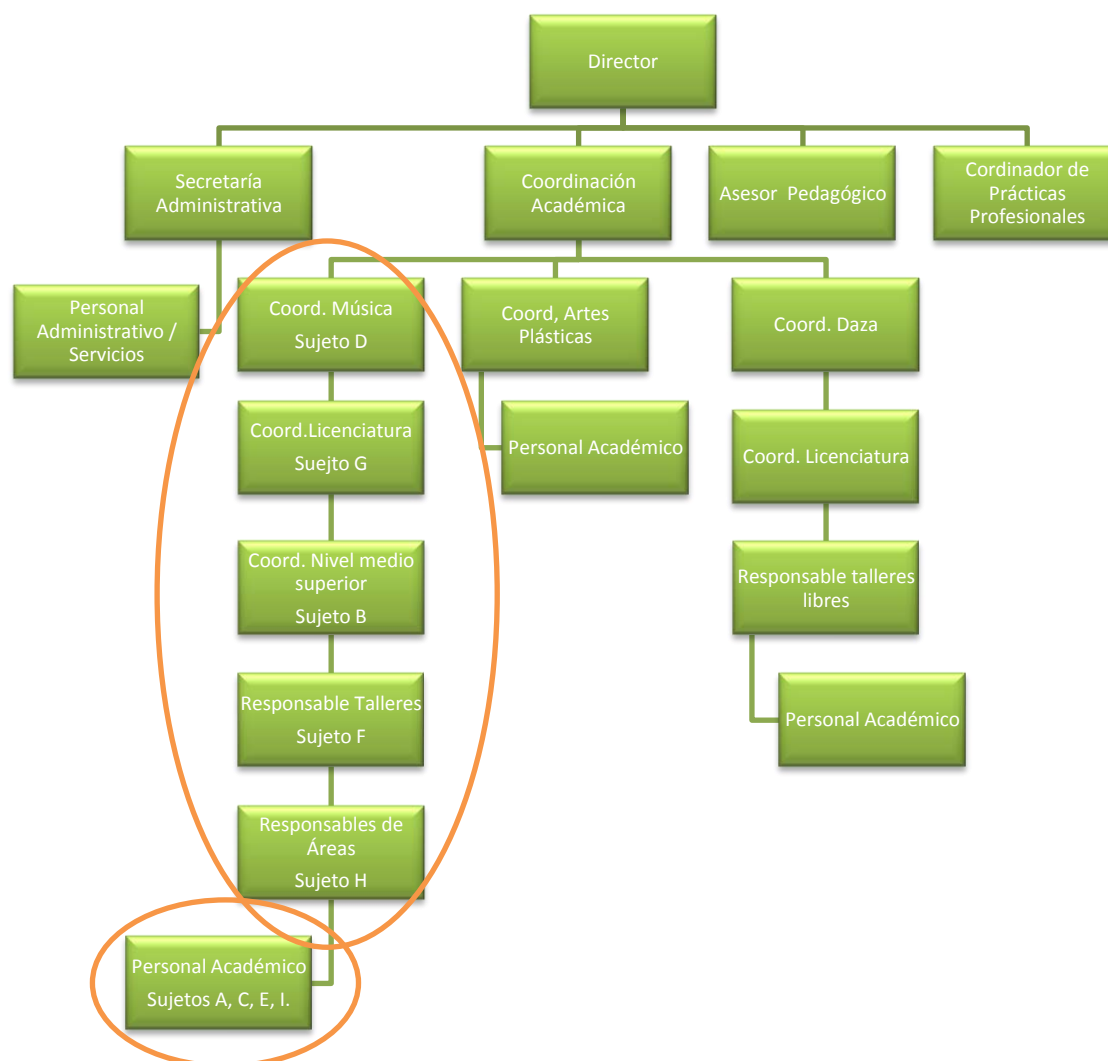 Director
Secretaría
Administrativa
Coordinación
Académica
Asesor Pedagógico
Cordinador de
Prácticas
Profesionales
Personal
Administrativo /
Servicios
Coord. Música
Sujeto D
Coord, Artes
Plásticas
Coord. Daza
Coord.Licenciatura
Suejto G
Personal Académico
Coord. Licenciatura
Coord. Nivel medio
superior
Sujeto B
Responsable talleres
libres
Responsable Talleres
Sujeto F
Personal Académico
Responsables de
Áreas
Sujeto H
Personal Académico
Sujetos A, C, E, I.